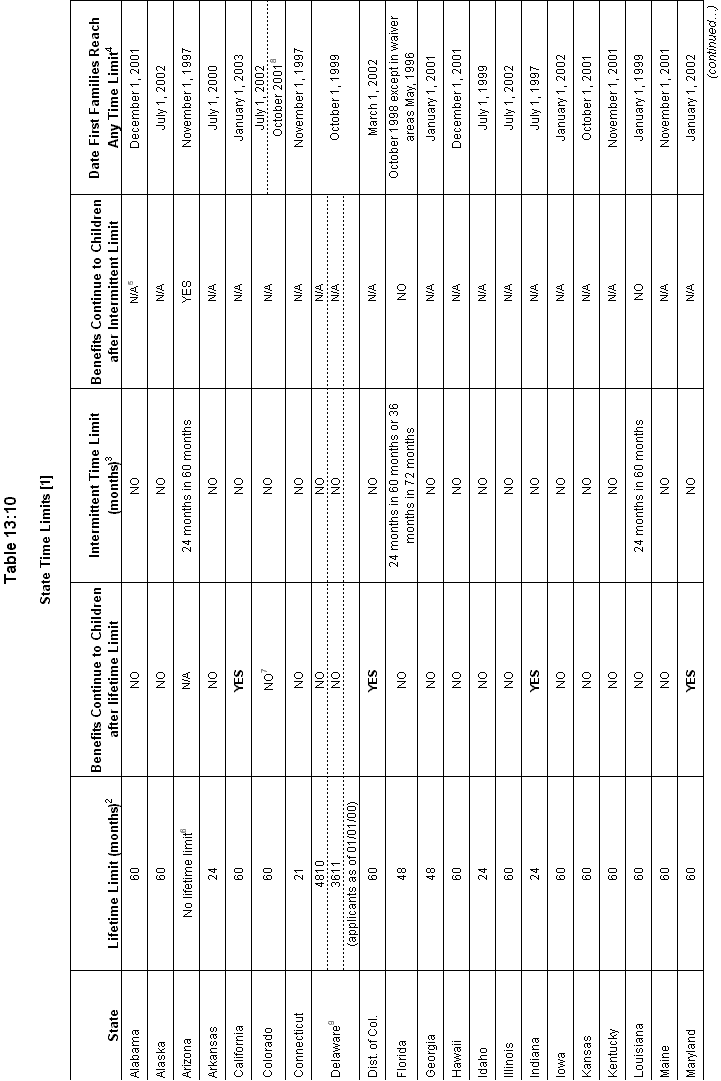 Table 13:10
State Time Limits [1]
State	Lifetime Limit (months)2	Benefits Continue to Children after lifetime Limit	Intermittent Time Limit (months)3	Benefits Continue to Children after Intermittent Limit	Date First Families Reach Any Time Limit4
Alabama	60	NO	NO	N/A5	December 1, 2001
Alaska	60	NO	NO	N/A	July 1, 2002
Arizona	No lifetime limit6	N/A	24 months in 60 months	YES	November 1, 1997
Arkansas	24	NO	NO	N/A	July 1, 2000
California	60	YES	NO	N/A	January 1, 2003
Colorado	60	NO7	NO	N/A	July 1, 2002
October 20018
Connecticut	21	NO	NO	N/A	November 1, 1997
Delaware9	4810	NO	NO	N/A	October 1, 1999
3611	NO	NO	N/A
(applicants as of 01/01/00)
Dist. of Col.	60	YES	NO	N/A	March 1, 2002
Florida	48	NO	24 months in 60 months or 36 months in 72 months	NO	October 1998 except in waiver areas May, 1996
Georgia	48	NO	NO	N/A	January 1, 2001
Hawaii	60	NO	NO	N/A	December 1, 2001
Idaho	24	NO	NO	N/A	July 1, 1999
Illinois	60	NO	NO	N/A	July 1, 2002
Indiana	24	YES	NO	N/A	July 1, 1997
Iowa	60	NO	NO	N/A	January 1, 2002
Kansas	60	NO	NO	N/A	October 1, 2001
Kentucky	60	NO	NO	N/A	November 1, 2001
Louisiana	60	NO	24 months in 60 months	NO	January 1, 1999
Maine	60	NO	NO	N/A	November 1, 2001
Maryland	60	YES	NO	N/A	January 1, 2002
(continued...)